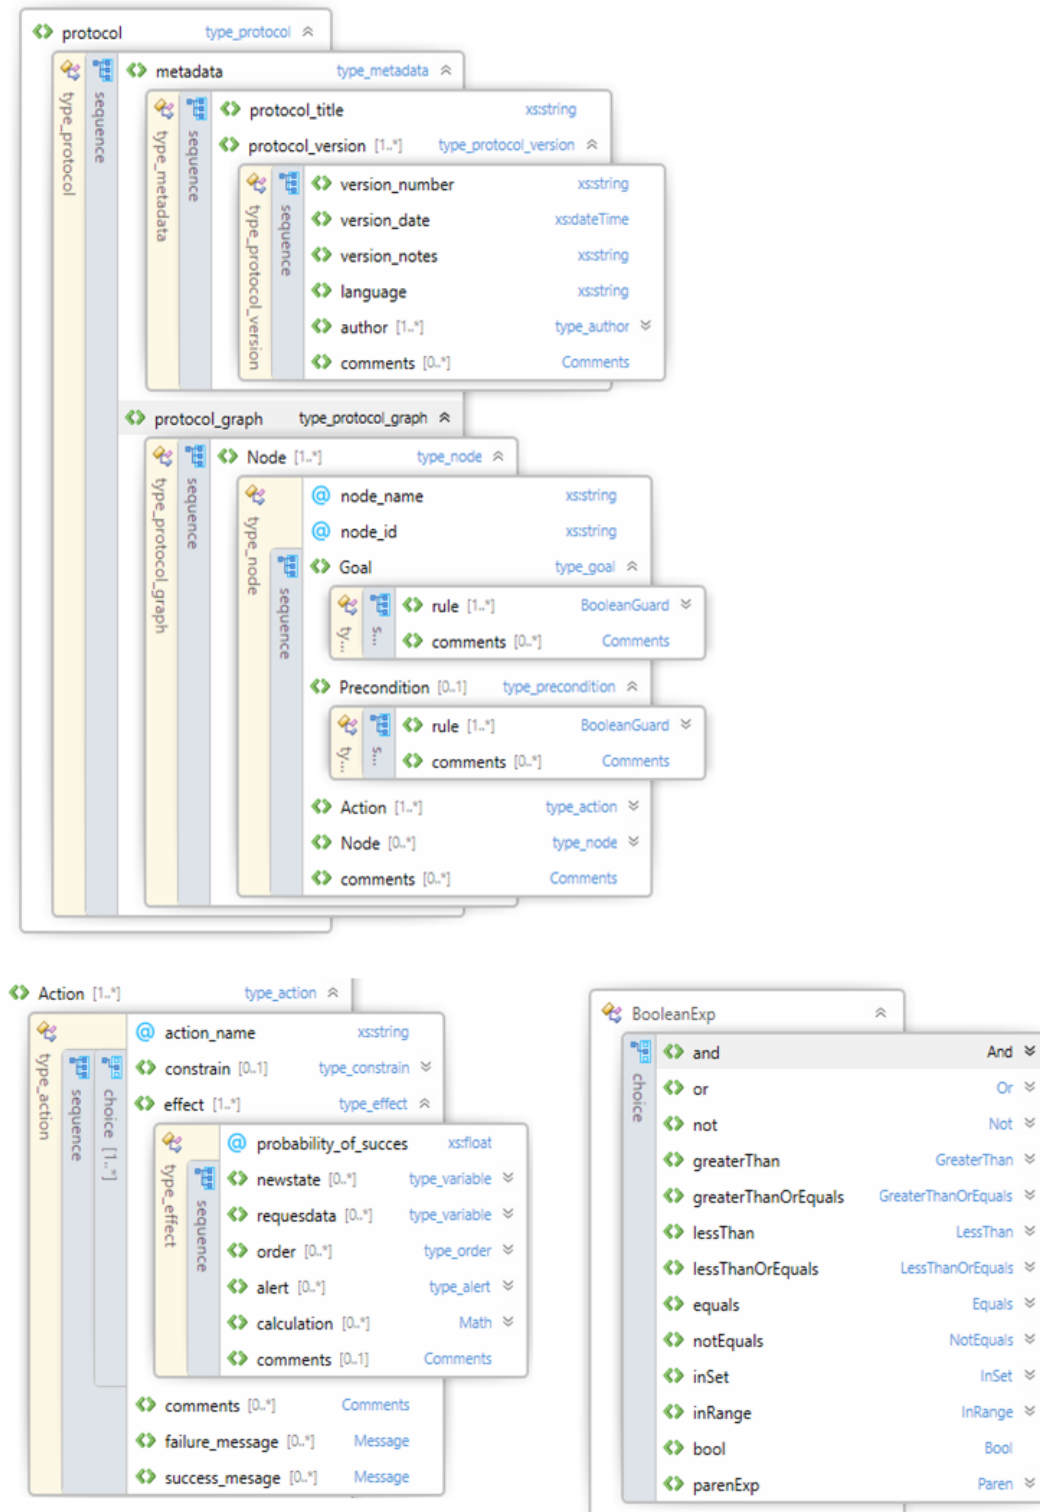 protocol type_protocol
type_protocol
sequence
metadata type_metadata
type_metadata
sequence
protocol_title xs:string
protocol_version [1..*] type_protocol_version
type_protocol_version
sequence
version_number xs:string
version_date xs:dateTime
version_notes xs:string
language xs:string
author [1..*] type_author
comments [0..*] Comments
protocol_graph type_protocol_graph
type_protocol_graph
sequence
Node [1..*] type_node
type_node
@ node_name xs:string
@ node_id xs:string
sequence
Goal type_goal
ty...
s...
rule [1..*] BooleanGuard
comments [0..*] Comments
Precondition [0..1] type_precondition
ty...
s...
rule [1..*] BooleanGuard
comments [0..*] Comments
Action [1..*] type_action
Node [0..*] type_node
comments [0..*] Comments
Action [1..*] type_action
type_action
sequence
choice [1..*]
@ action_name xs:string
constrain [0..1] type_constrain
effect [1..*] type_effect
type_effect
sequence
@ probability_of_succes xs:float
newstate [0..*] type_variable
requesdata [0..*] type_variable
order [0..*] type_order
alert [0..*] type_alert
calculation [0..*] Math
comments [0..1] Comments
comments [0..*] Comments
failure_message [0..*] Message
success_mesage [0..*] Message
BooleanExp
choice
and And
or Or
not Not
greaterThan GreaterThan
greaterThanOrEquals GreaterThanOrEquals
lessThan LessThan
lessThanOrEquals LessThanOrEquals
equals Equals
notEquals NotEquals
inSet InSet
inRange InRange
bool Bool
parenExp Paren